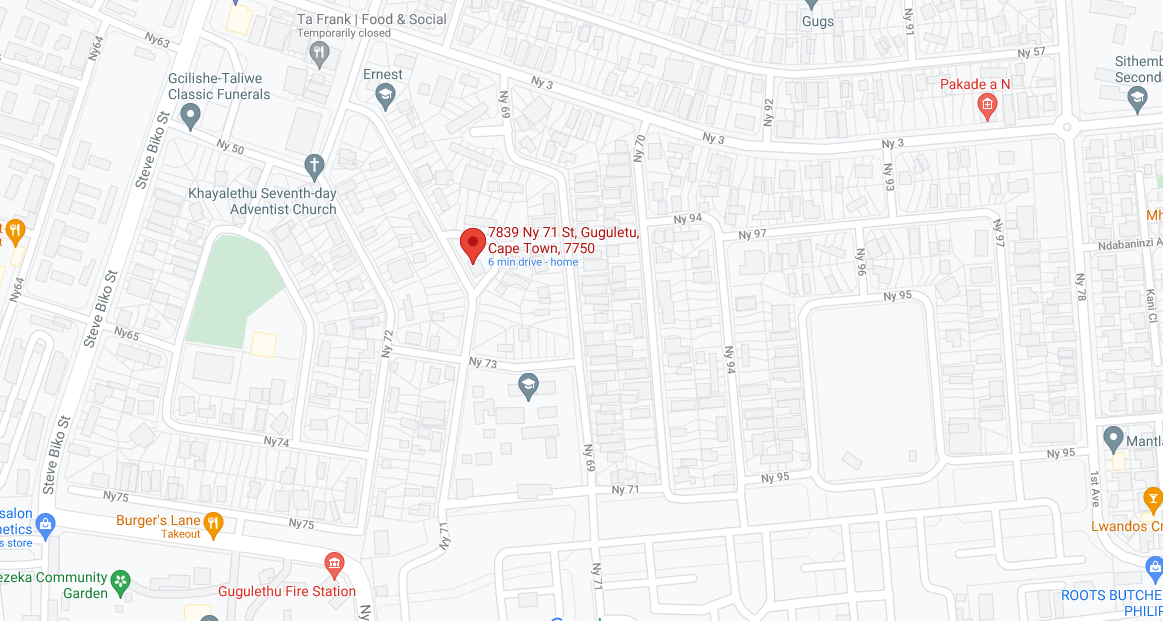 Ta Frank | Food & Social
Temporarily closed
Gugs
Ny 91
Ny63
Ny64
Ny 57
Ernest
Gcilishe-Taliwe
Classic Funerals
Ny 3
Ny 69
Ny 92
Pakade a N
Sithemb
Second
Steve Biko St
Ny 50
Ny 70
Ny 3
Ny 3
Ny 93
Khayalethu Seventh-day
Adventist Church
Ny 94
Ny 97
Ny 97
Mh
Ndabaninzi A
7839 Ny 71 St, Guguletu,
Cape Town, 7750
6 min drive - home
Ny64
Steve Biko St
Ny65
Ny 72
Ny 96
Ny 95
Ny 78
Kani Cl
Ny 73
Ny 94
Steve Biko St
Ny74
Ny 69
Ny 95
Ny 95
Mantla
1st Ave
Ny75
Ny75
Ny 71
salon
netics
s store
Burger's Lane
Takeout
Ny 71
Lwandos Cr
ezeka Community
Garden
Gugulethu Fire Station
Ny 71
Ny
ROOTS BUTCHE
PHILIP